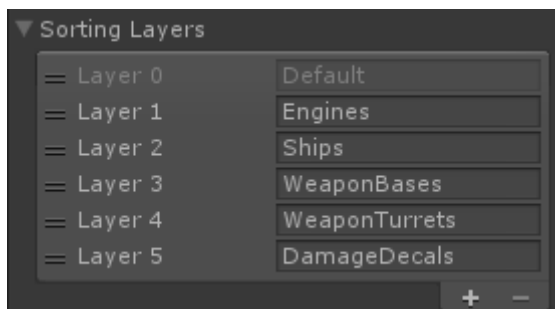 Sorting Layers
Layer 0 Default
Layer 1 Engines
Layer 2 Ships
Layer 3 WeaponBases
Layer 4 WeaponTurrets
Layer 5 DamageDecals
+ −